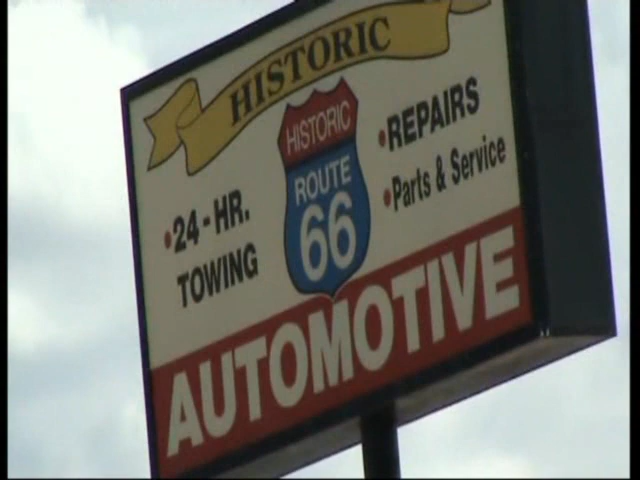 HISTORIC
HISTORIC
ROUTE
66
•24-HR.
TOWING
•REPAIRS
•Parts & Service
AUTOMOTIVE